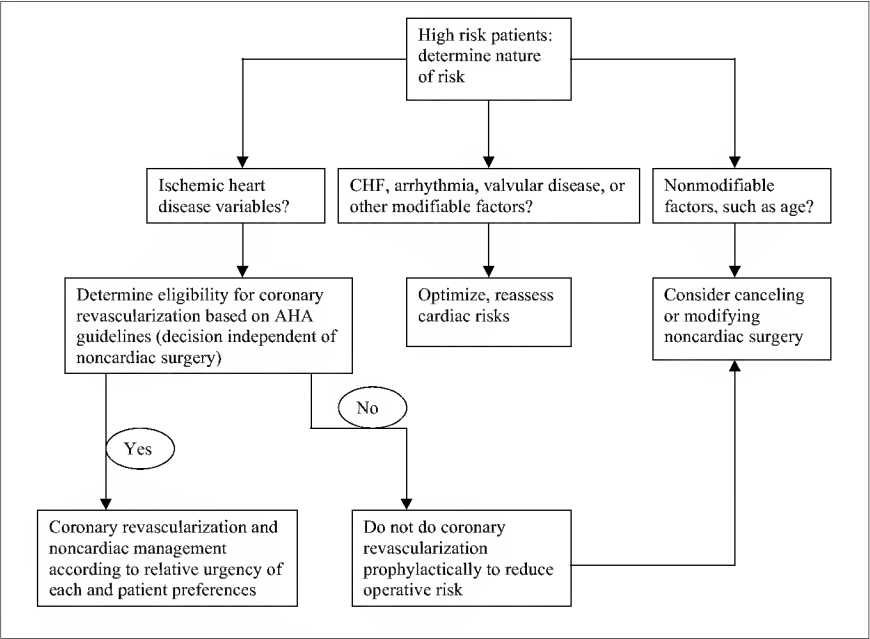 High risk patients:
determine nature
of risk
Ischemic heart
disease variables?
CHF, arrhythmia, valvular disease, or
other modifiable factors?
Nonmodifiable
factors, such as age?
Determine eligibility for coronary
revascularization based on AHA
guidelines (decision independent of
noncardiac surgery)
Optimize, reassess
cardiac risks
Consider canceling
or modifying
noncardiac surgery
No
Yes
Coronary revascularization and
noncardiac management
according to relative urgency of
each and patient preferences
Do not do coronary
revascularization
prophylactically to reduce
operative risk